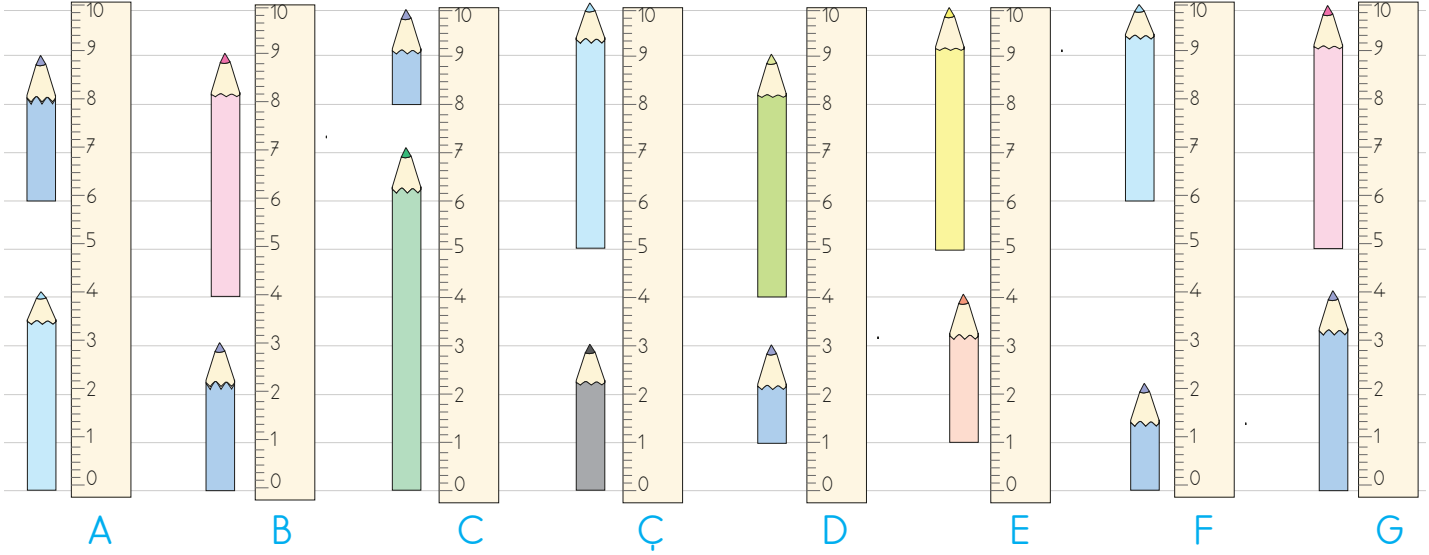 10 10 10 10 10 10 10 10
9 9 9 9 9 9 9 9
8 8 8 8 8 8 8 8
7 7 7 7 7 7 7 7
6 6 6 6 6 6 6 6
5 5 5 5 5 5 5 5
4 4 4 4 4 4 4 4
3 3 3 3 3 3 3 3
2 2 2 2 2 2 2 2
1 1 1 1 1 1 1 1
0 0 0 0 0 0 0 0
A B C Ç D E F G